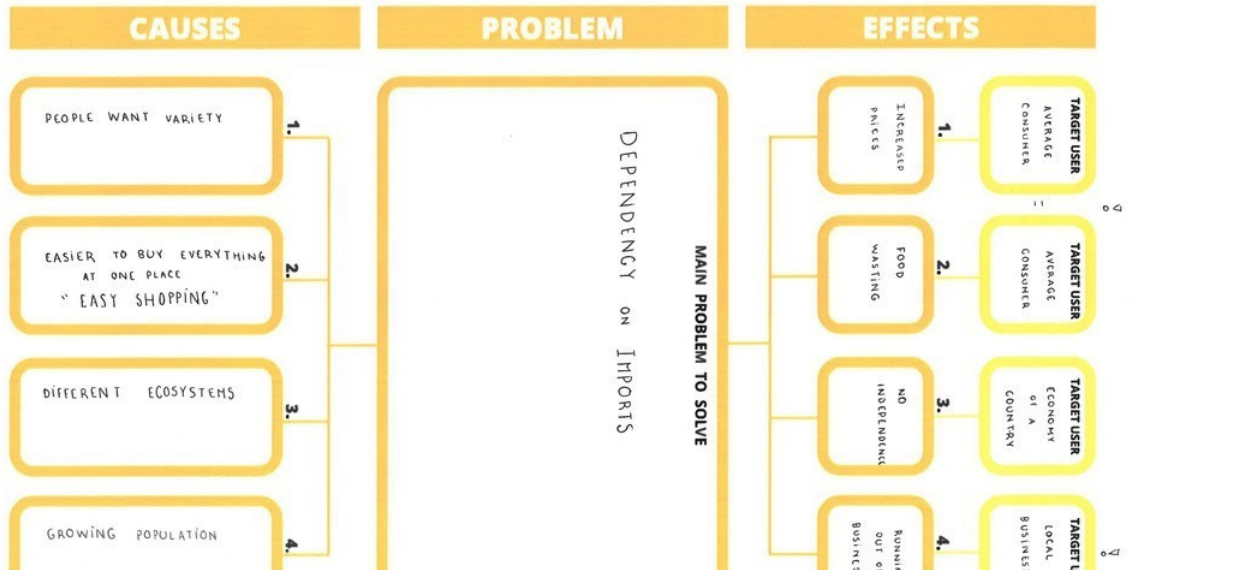 CAUSES
PROBLEM
EFFECTS
PEOPLE WANT VARIETY
1.
EASIER TO BUY EVERYTHING
AT ONE PLACE
"EASY SHOPPING"
2.
DIFFERENT ECOSYSTEMS
3.
GROWING POPULATION
4.
MAIN PROBLEM TO SOLVE
DEPENDENCY ON IMPORTS
1.
INCREASED
PRICES
TARGET USER
AVERAGE
CONSUMER
2.
FOOD
WASTING
TARGET USER
AVERAGE
CONSUMER
3.
NO
INDEPENDENCE
TARGET USER
ECONOMY
OF A
COUNTRY
4.
OUT
TARGET
LOCAL